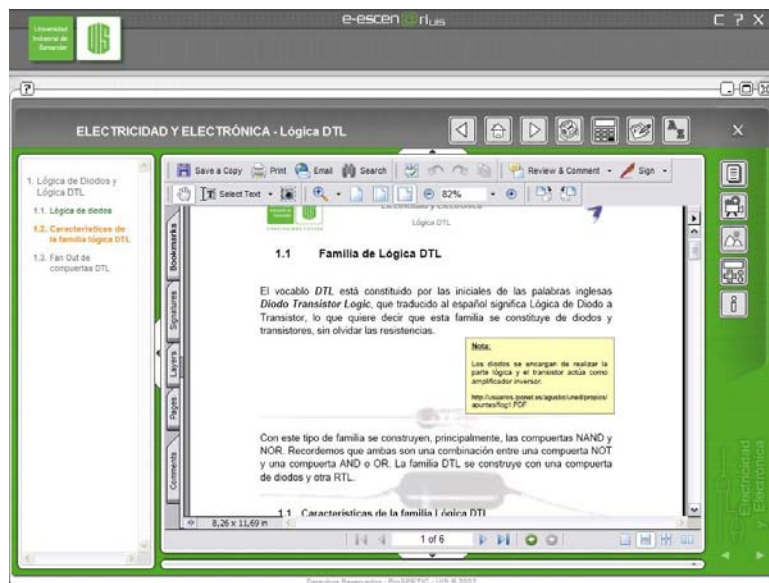 Universidad
Industrial de
Santander
UIS
e-escen@riuis
ELECTRICIDAD Y ELECTRÓNICA - Lógica DTL
1. Lógica de Diodos y
Lógica DTL
1.1. Lógica de diodos
1.2. Características de
la familia lógica DTL
1.3. Fan Out de
compuertas DTL
Save a Copy Print Email Search Review & Comment Sign
Select Text 82%
Bookmarks
Signatures
Layers
Pages
Comments
Electricidad y Electrónica
Lógica DTL
1.1 Familia de Lógica DTL
El vocablo DTL está constituido por las iniciales de las palabras inglesas
Diodo Transistor Logic, que traducido al español significa Lógica de Diodo a
Transistor, lo que quiere decir que esta familia se constituye de diodos y
transistores, sin olvidar las resistencias.
Nota:
Los diodos se encargan de realizar la
parte lógica y el transistor actúa como
amplificador inversor.
Con este tipo de familia se construyen, principalmente, las compuertas NAND y
NOR. Recordemos que ambas son una combinación entre una compuerta NOT
y una compuerta AND o OR. La familia DTL se construye con una compuerta
de diodos y otra RTL.
1.1 Características de la familia Lógica DTL
8,26 x 11,69 in
1 of 6
Electricidad
y Electrónica